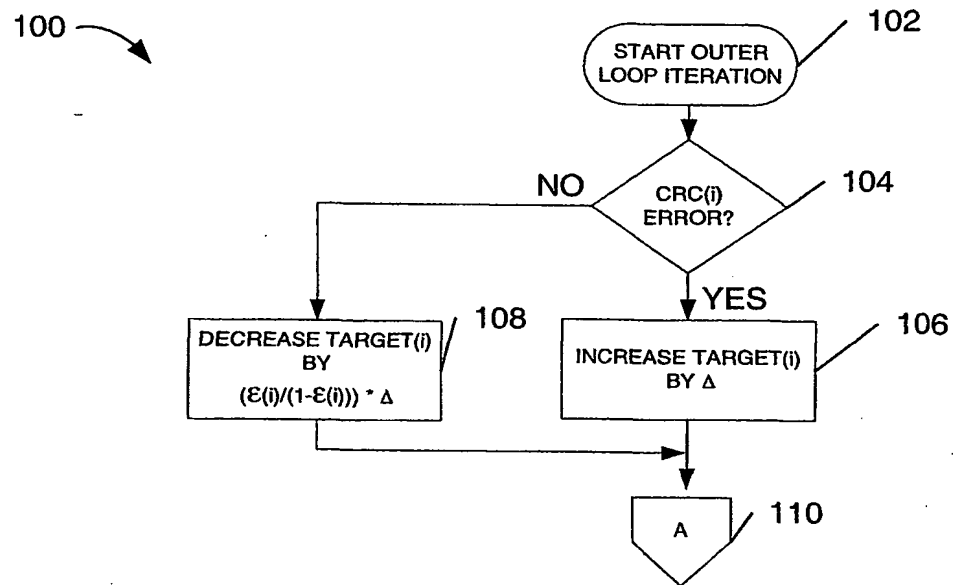 100
102
START OUTER
LOOP ITERATION
104
NO
CRC(i)
ERROR?
YES
108
106
DECREASE TARGET(i)
BY
(ε(i)/(1-ε(i))) * Δ
INCREASE TARGET(i)
BY Δ
A
110